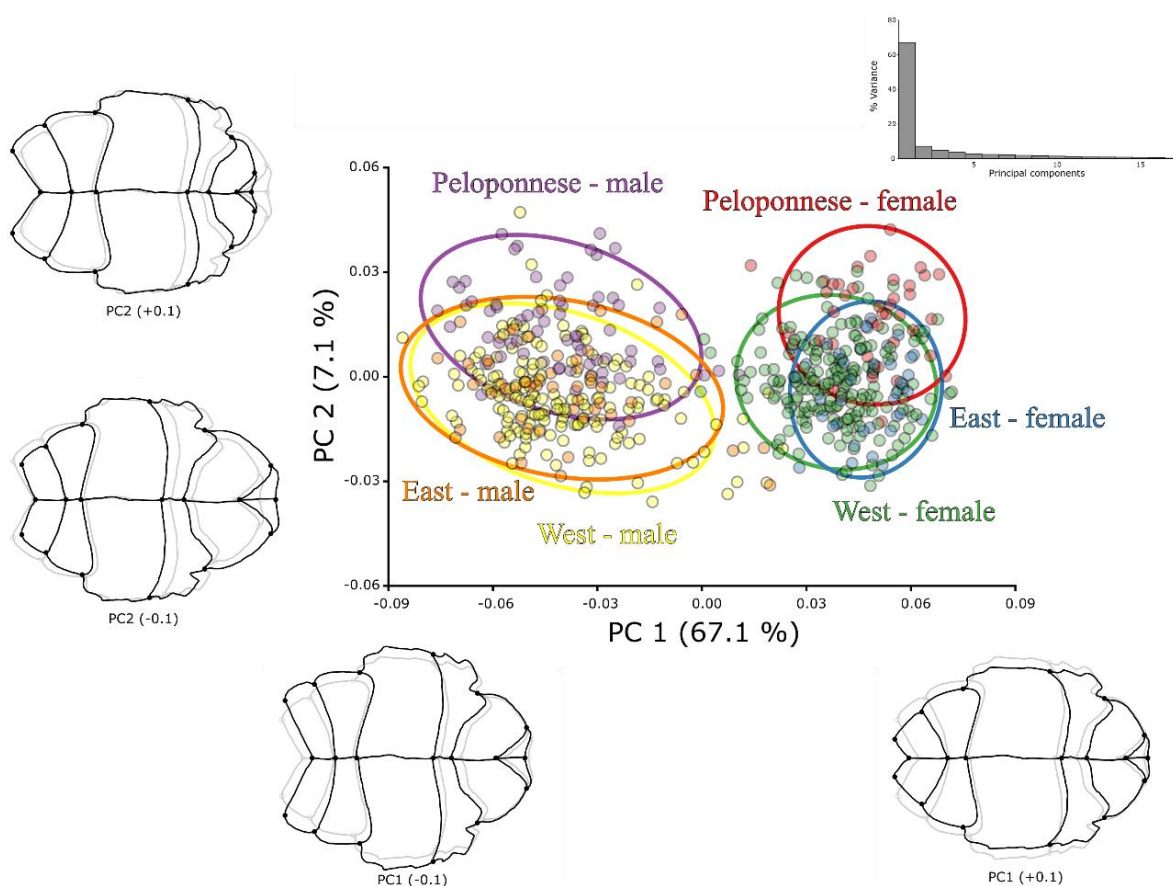 80
60
40
20
0
% Variance
5
10
15
Principal components
PC2 (+0.1)
PC2 (-0.1)
0.06
0.03
0.00
-0.03
-0.06
PC 2 (7.1 %)
Peloponnese - male
Peloponnese - female
East - female
East - male
West - female
West - male
-0.09
-0.06
-0.03
0.00
0.03
0.06
0.09
PC 1 (67.1 %)
PC1 (-0.1)
PC1 (+0.1)